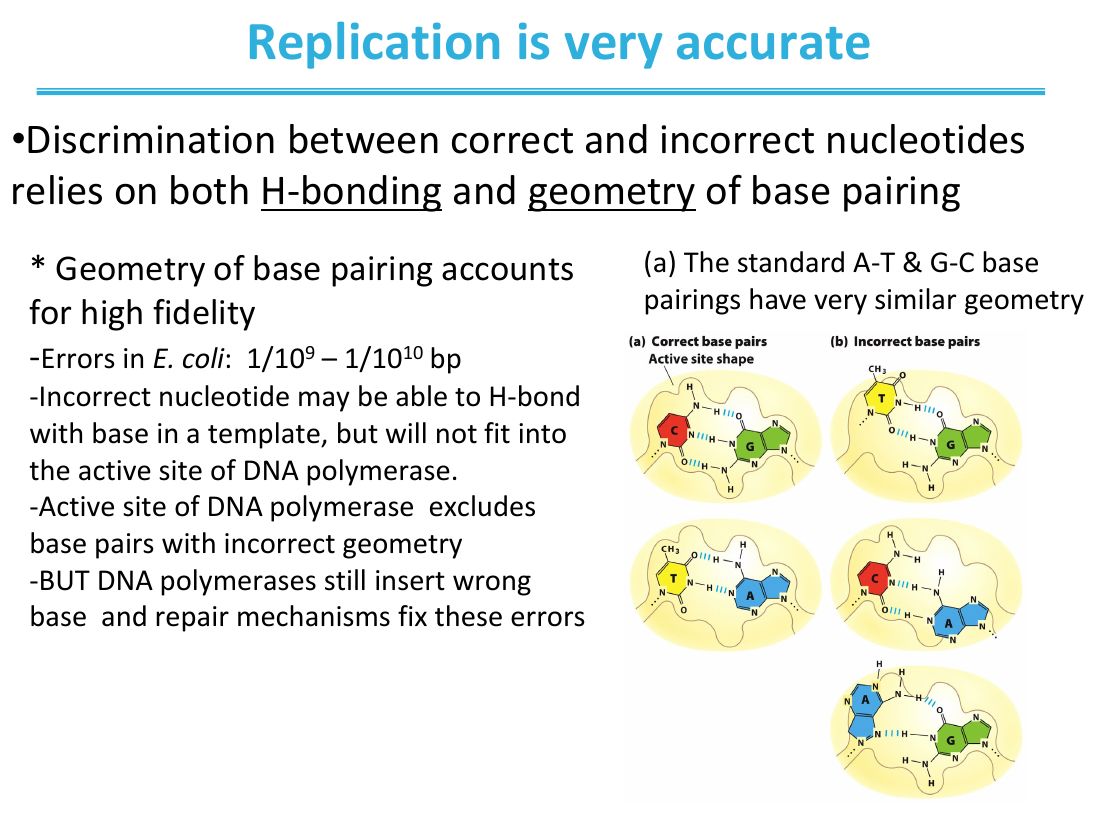 Replication is very accurate
•Discrimination between correct and incorrect nucleotides
relies on both H-bonding and geometry of base pairing
* Geometry of base pairing accounts
for high fidelity
-Errors in E. coli:  1/10⁹ – 1/10¹⁰ bp
-Incorrect nucleotide may be able to H-bond
with base in a template, but will not fit into
the active site of DNA polymerase.
-Active site of DNA polymerase  excludes
base pairs with incorrect geometry
-BUT DNA polymerases still insert wrong
base  and repair mechanisms fix these errors
(a) The standard A-T & G-C base
pairings have very similar geometry
(a) Correct base pairs
Active site shape
H
N H O
C N H N G N
N
O H N N
H
CH₃ O
T N H O
N
O H N G N
H N N
H
CH₃ O H N H
T N H N A N
N
O N
H
N H
C N H N H
N
O H N A N
N
H
N H
A N H O
N
N H N G N
N
H N N
H
(b) Incorrect base pairs